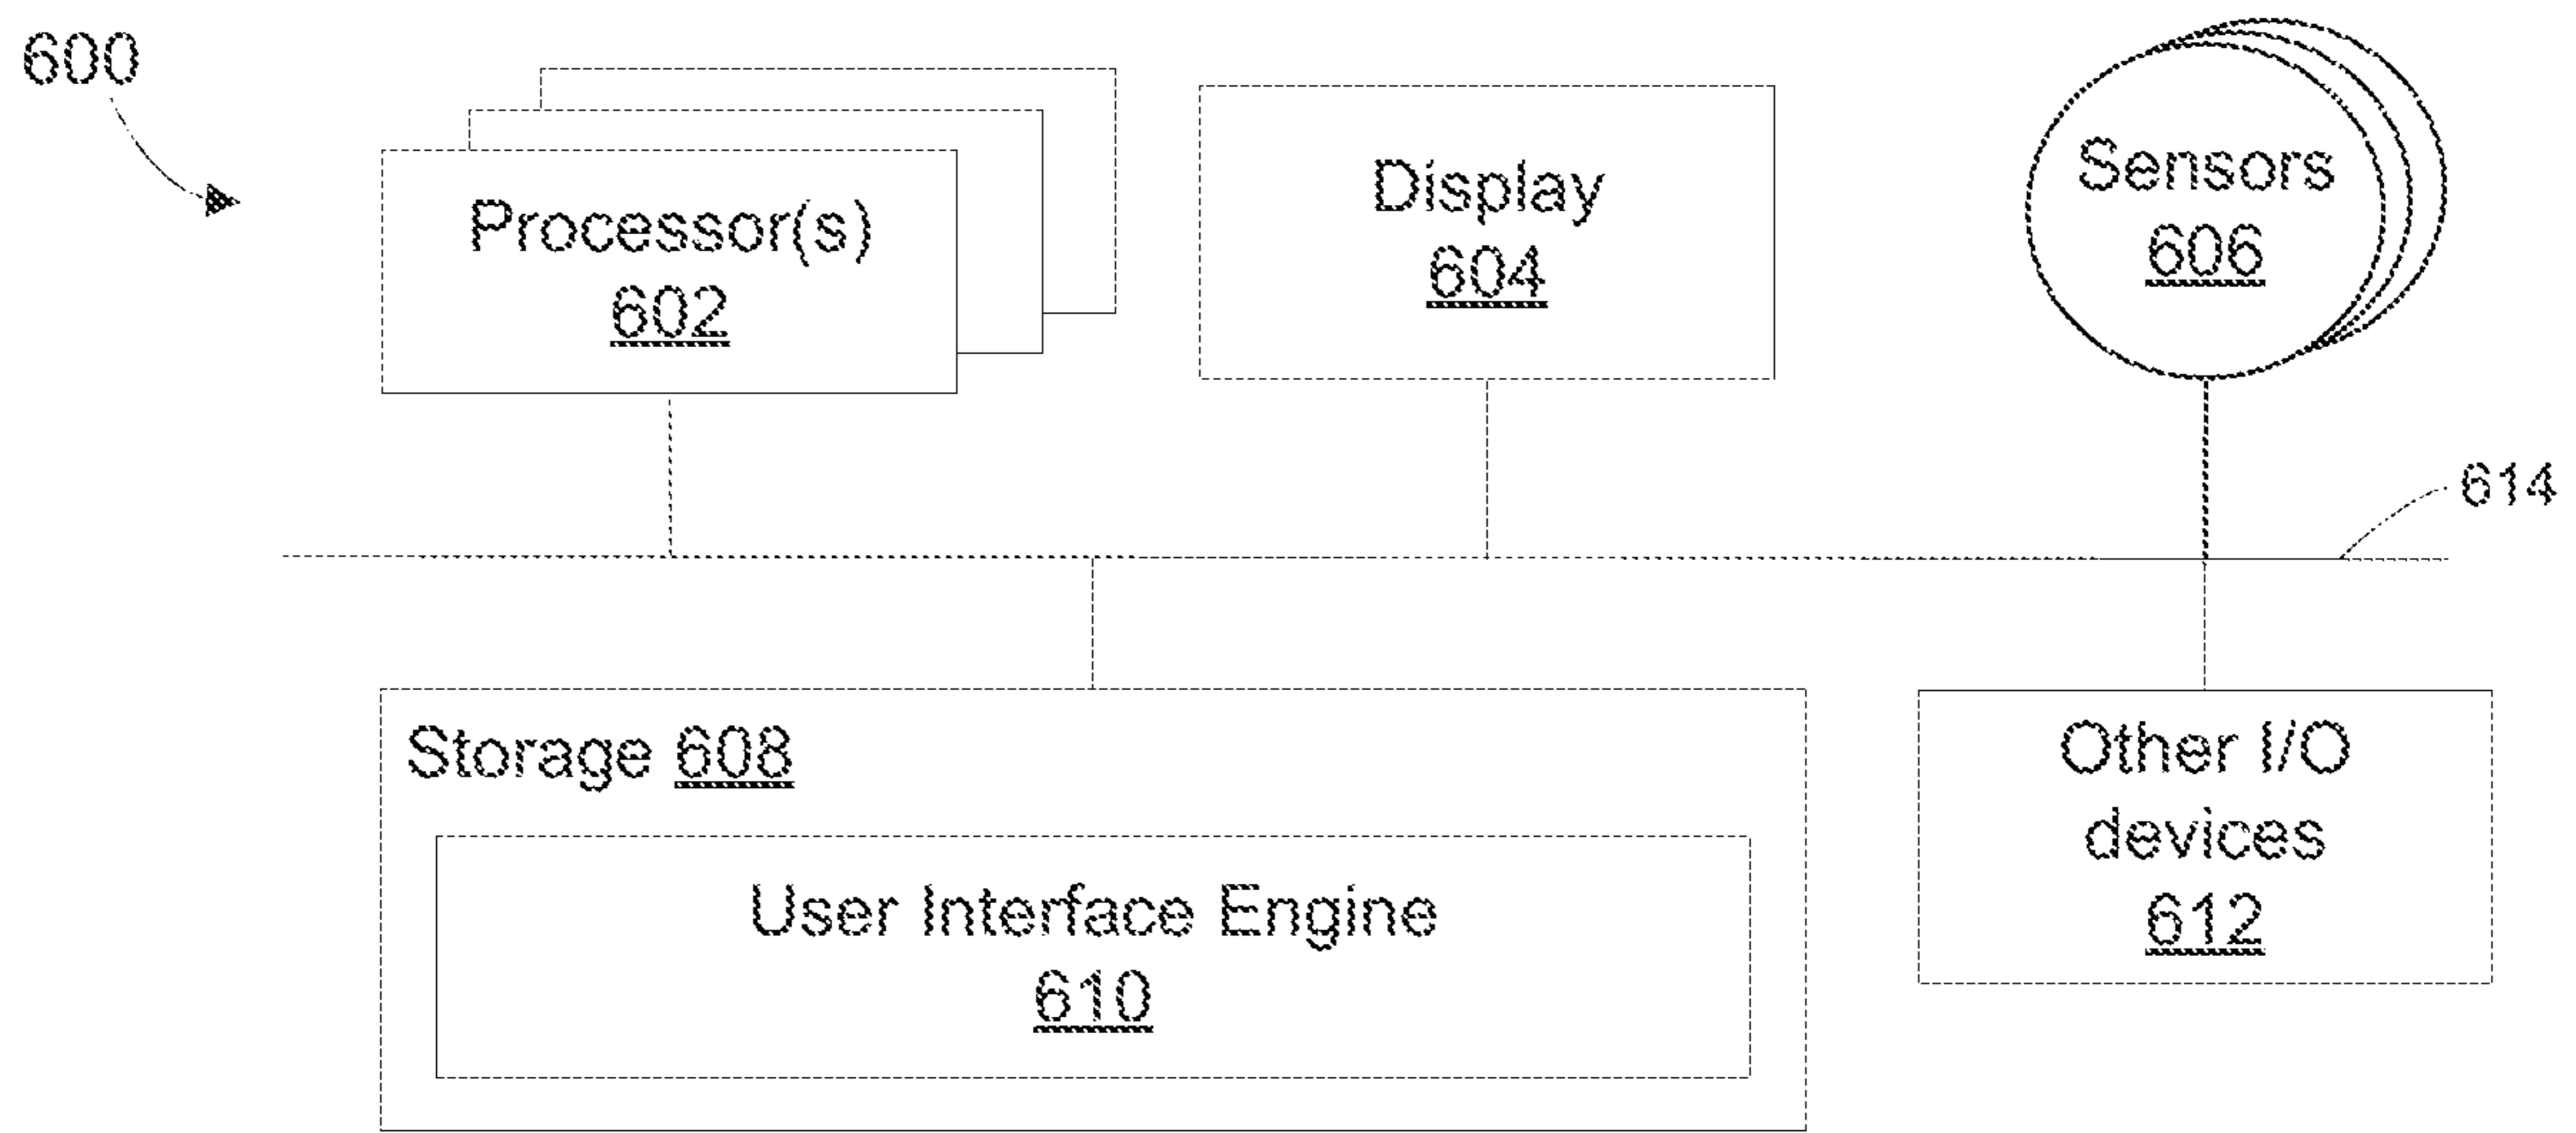 600
Processor(s)
602
Display
604
Sensors
606
614
Storage 608
User Interface Engine
610
Other I/O
devices
612